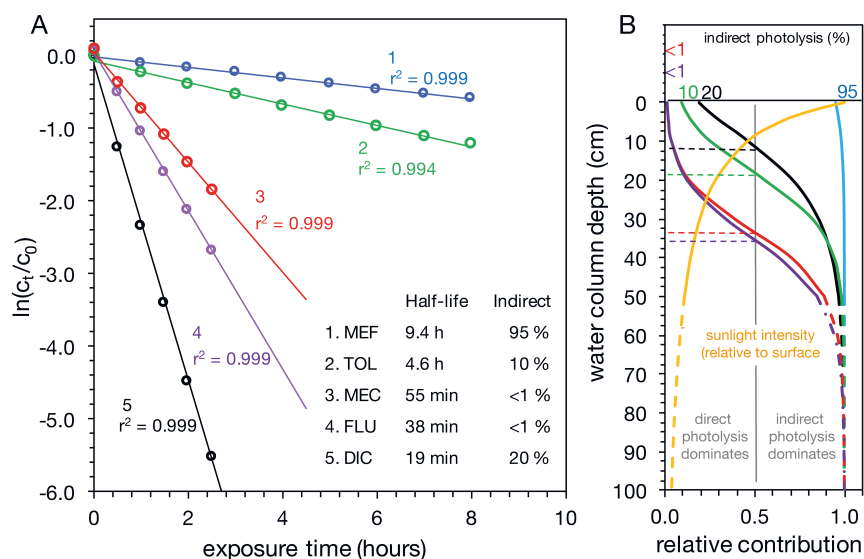 A
ln(ct/c0)
0.0
-1.0
-2.0
-3.0
-4.0
-5.0
-6.0
1
r² = 0.999
2
r² = 0.994
3
r² = 0.999
4
r² = 0.999
5
r² = 0.999
Half-life Indirect
1. MEF 9.4 h 95 %
2. TOL 4.6 h 10 %
3. MEC 55 min <1 %
4. FLU 38 min <1 %
5. DIC 19 min 20 %
0 2 4 6 8 10
exposure time (hours)
B
indirect photolysis (%)
<1
<1
10 20 95
water column depth (cm)
0
10
20
30
40
50
60
70
80
90
100
sunlight intensity
(relative to surface
direct
photolysis
dominates
indirect
photolysis
dominates
0.0 0.2 0.4 0.5 0.8 1.0
relative contribution